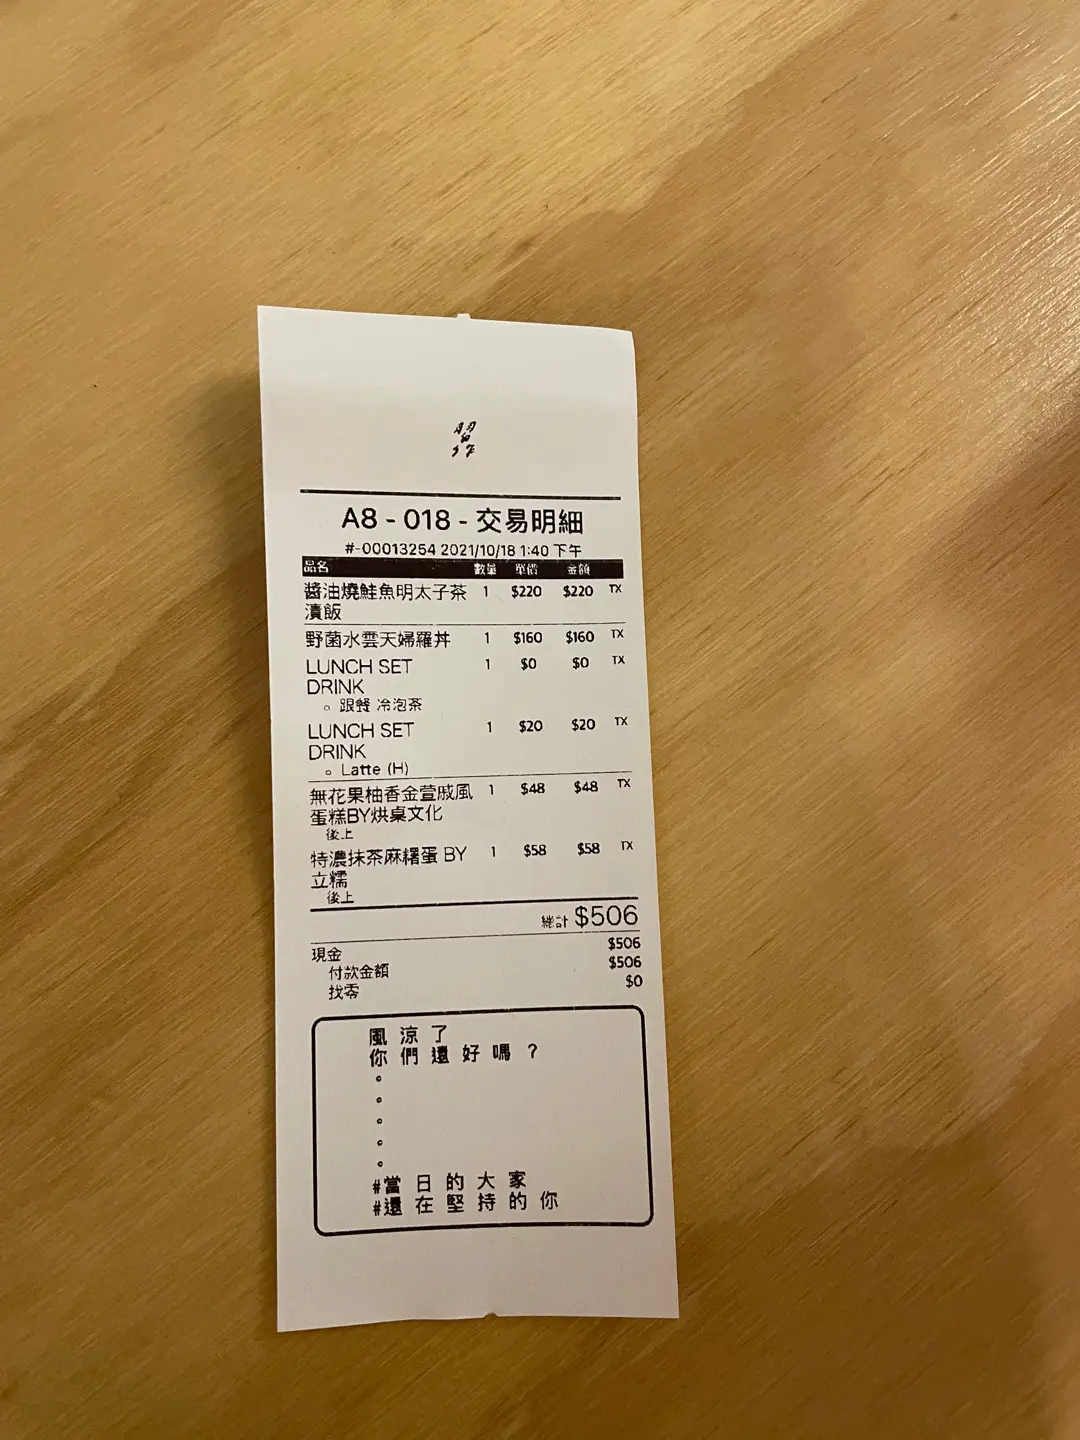 A8 - 018 - 交易明細
#-00013254 2021/10/18 1:40 下午
品名 數量 單價 金額
醬油燒鮭魚明太子茶 1 $220 $220 TX
漬飯
野菌水雲天婦羅丼 1 $160 $160 TX
LUNCH SET 1 $0 $0 TX
DRINK
。跟餐 冷泡茶
LUNCH SET 1 $20 $20 TX
DRINK
。Latte (H)
無花果柚香金萱戚風 1 $48 $48 TX
蛋糕BY烘桌文化
後上
特濃抹茶麻糬蛋 BY 1 $58 $58 TX
立糯
後上
總計 $506
現金 $506
付款金額 $506
找零 $0
風涼了
你們還好嗎？
。
。
。
。
。
#當日的大家
#還在堅持的你